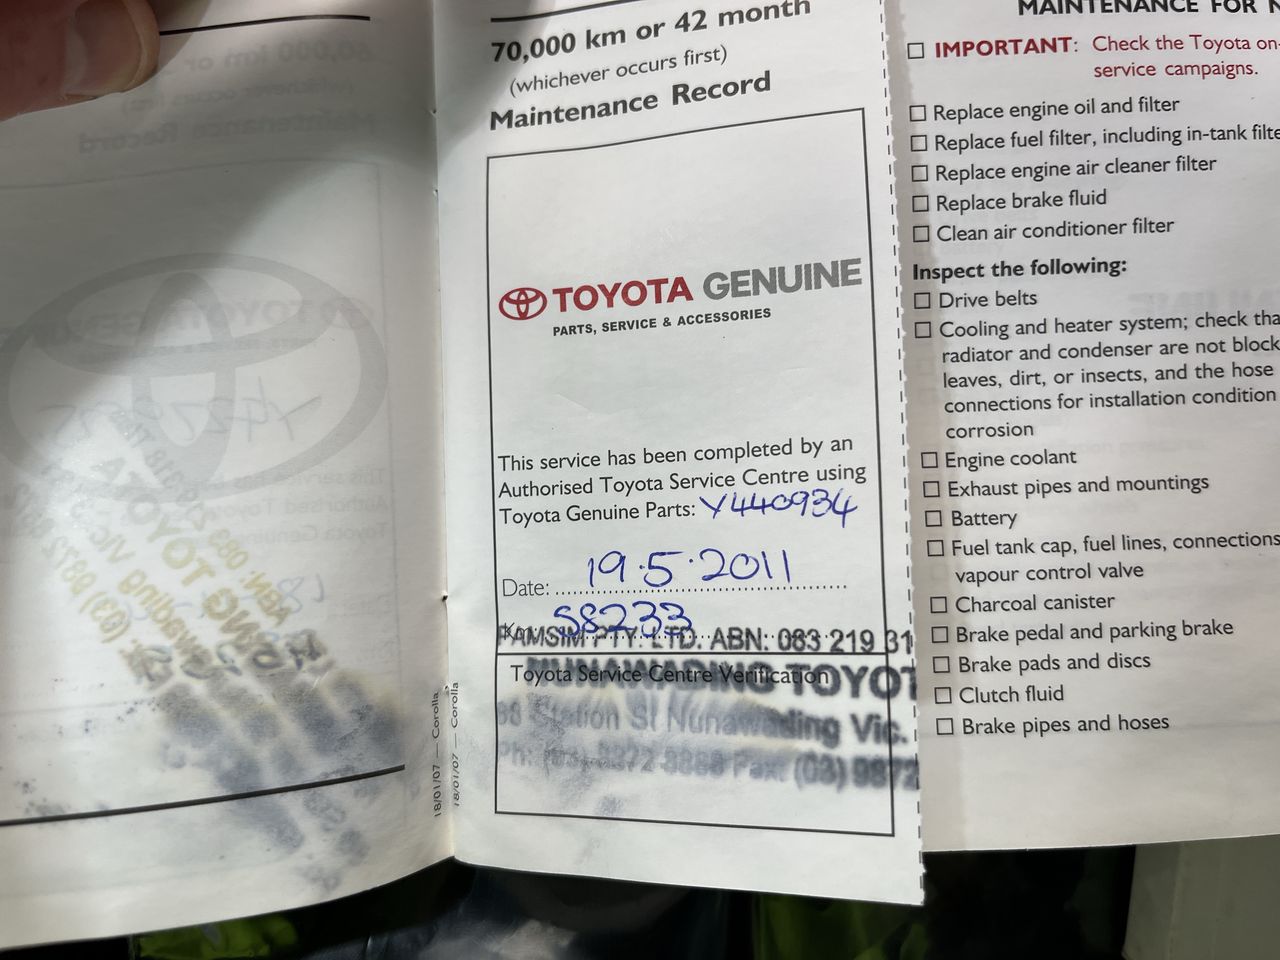 70,000 km or 42 month
(whichever occurs first)
Maintenance Record
TOYOTA GENUINE
PARTS, SERVICE & ACCESSORIES
This service has been completed by an
Authorised Toyota Service Centre using
Toyota Genuine Parts: Y440934
Date: 19.5.2011
58233
PAMSIM PTY. LTD. ABN: 083 219 31
Toyota Service Centre Verification
NUNAWADING TOYOT
Station St Nunawading Vic.
Fax: (03) 9872
18/01/07 — Corolla
18/01/07 — Corolla
MAINTENANCE FOR N
☐ IMPORTANT: Check the Toyota on-
service campaigns.
☐ Replace engine oil and filter
☐ Replace fuel filter, including in-tank filte
☐ Replace engine air cleaner filter
☐ Replace brake fluid
☐ Clean air conditioner filter
Inspect the following:
☐ Drive belts
☐ Cooling and heater system; check tha
radiator and condenser are not block
leaves, dirt, or insects, and the hose
connections for installation condition
corrosion
☐ Engine coolant
☐ Exhaust pipes and mountings
☐ Battery
☐ Fuel tank cap, fuel lines, connections
vapour control valve
☐ Charcoal canister
☐ Brake pedal and parking brake
☐ Brake pads and discs
☐ Clutch fluid
☐ Brake pipes and hoses